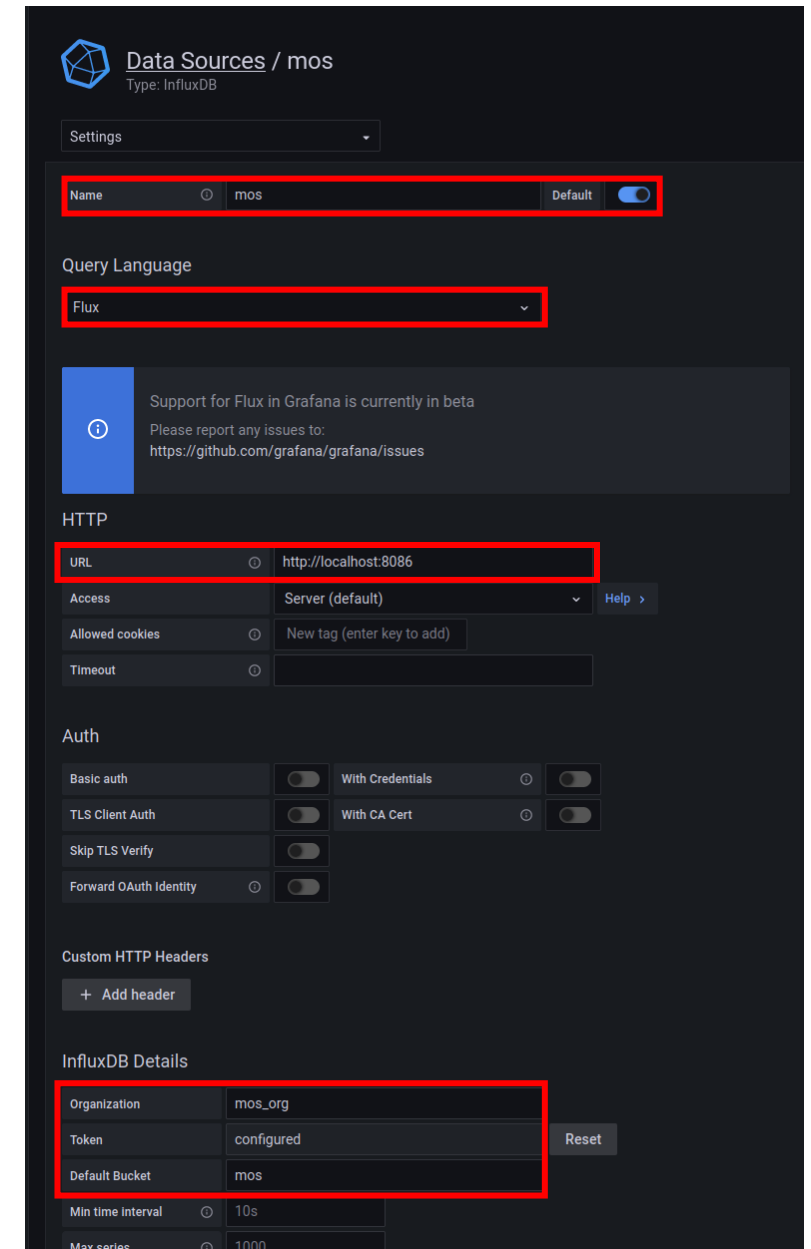 Data Sources / mos
Type: InfluxDB
Settings
Name mos Default
Query Language
Flux
Support for Flux in Grafana is currently in beta
Please report any issues to:
https://github.com/grafana/grafana/issues
HTTP
URL http://localhost:8086
Access Server (default) Help >
Allowed cookies New tag (enter key to add)
Timeout
Auth
Basic auth With Credentials
TLS Client Auth With CA Cert
Skip TLS Verify
Forward OAuth Identity
Custom HTTP Headers
+ Add header
InfluxDB Details
Organization mos_org
Token configured Reset
Default Bucket mos
Min time interval 10s
Max series 1000